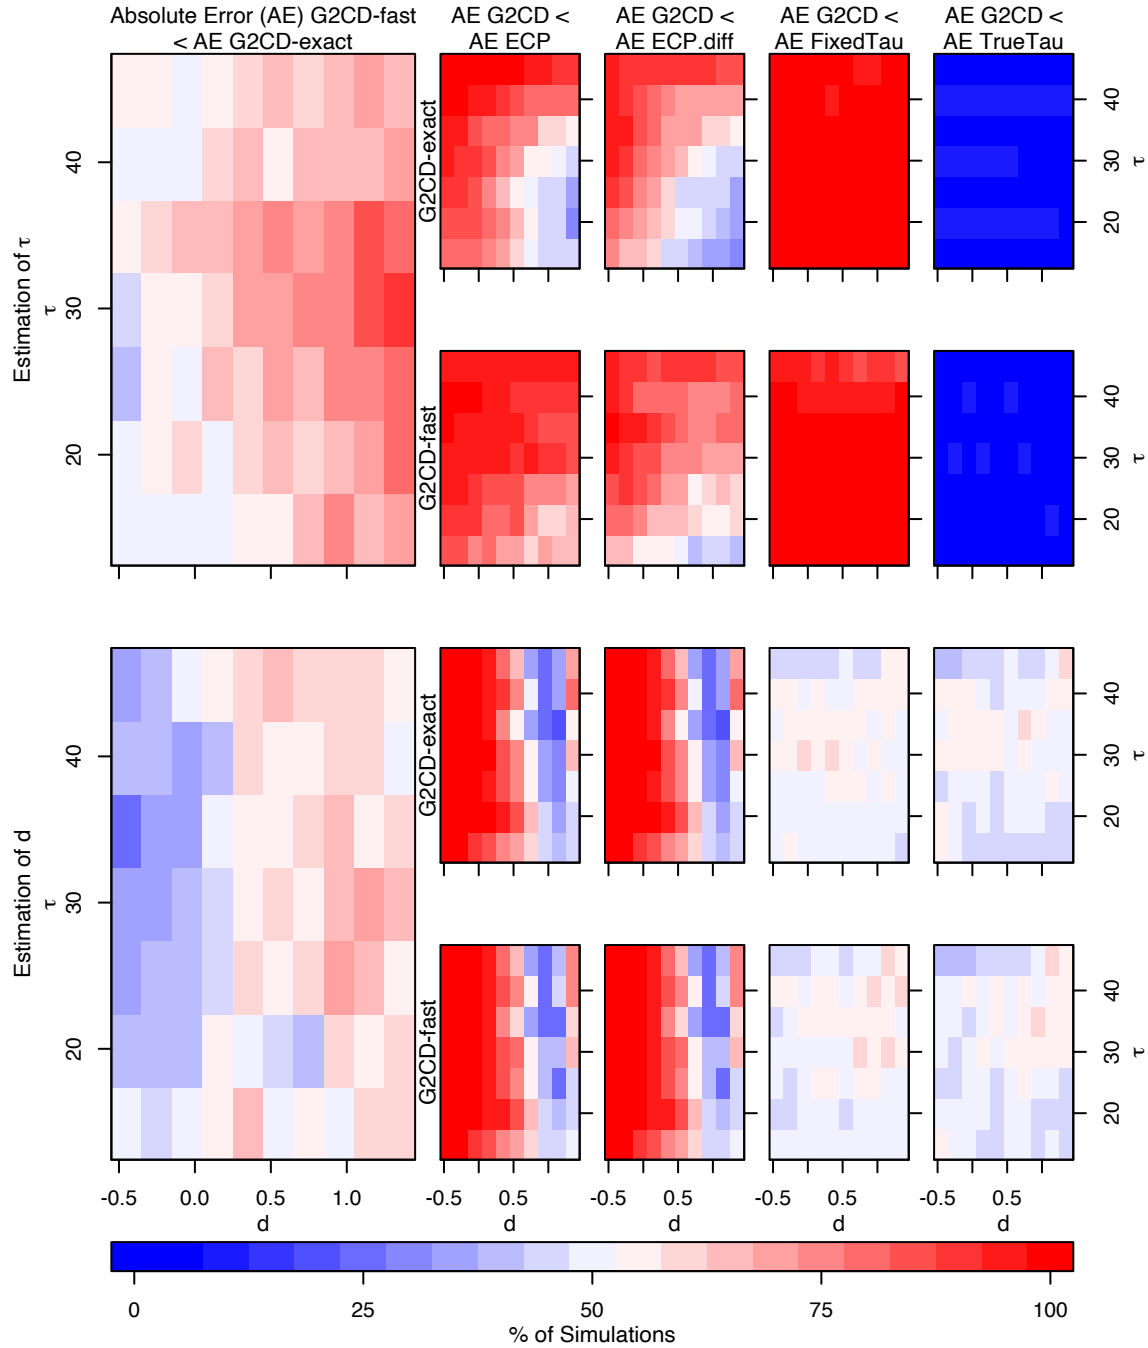 Absolute Error (AE) G2CD-fast
< AE G2CD-exact
AE G2CD <
AE ECP
AE G2CD <
AE ECP.diff
AE G2CD <
AE FixedTau
AE G2CD <
AE TrueTau
Estimation of τ
τ
40
30
20
G2CD-exact
40
30
20
τ
G2CD-fast
40
30
20
τ
Estimation of d
τ
40
30
20
G2CD-exact
40
30
20
τ
G2CD-fast
40
30
20
τ
-0.5 0.0 0.5 1.0
d
-0.5 0.5
d
-0.5 0.5
d
-0.5 0.5
d
-0.5 0.5
d
0 25 50 75 100
% of Simulations